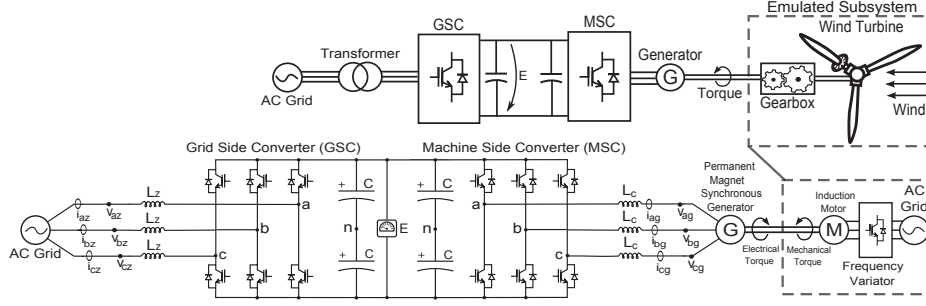 Emulated Subsystem
Wind Turbine
GSC
MSC
Transformer
Generator
E
G
AC Grid
Torque
Gearbox
Wind
Grid Side Converter (GSC)
Machine Side Converter (MSC)
Permanent
Magnet
Synchronous
Generator
Induction
Motor
AC
Grid
Lz
iaz
vaz
a
+ C
+ C
a
Lc
iag
vag
Lz
ibz
vbz
b
n
E
n
b
Lc
ibg
vbg
G
M
AC Grid
Lz
icz
vcz
c
+ C
+ C
c
Lc
icg
vcg
Electrical
Torque
Mechanical
Torque
Frequency
Variator